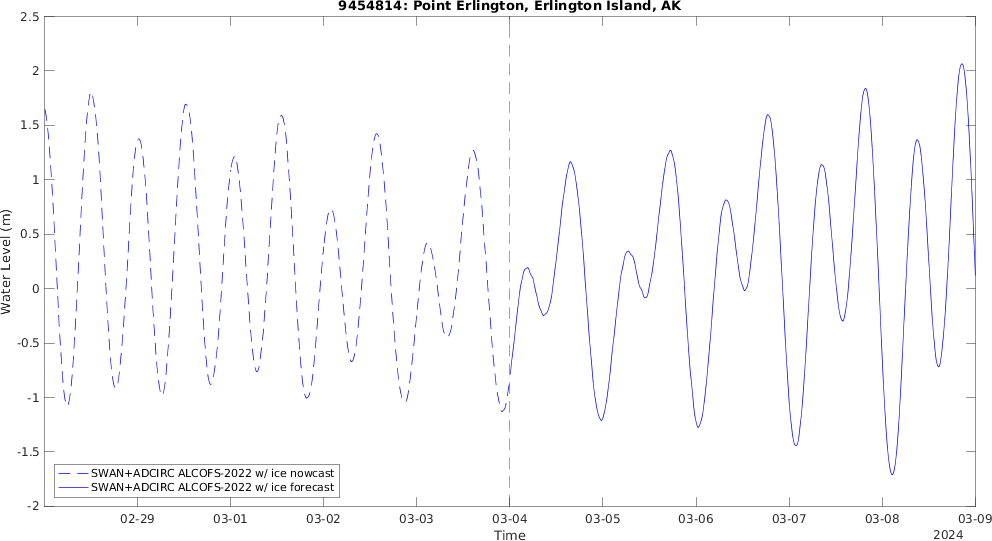 9454814: Point Erlington, Erlington Island, AK
2.5
2
1.5
1
0.5
0
-0.5
-1
-1.5
-2
Water Level (m)
SWAN+ADCIRC ALCOFS-2022 w/ ice nowcast
SWAN+ADCIRC ALCOFS-2022 w/ ice forecast
02-29 03-01 03-02 03-03 03-04 03-05 03-06 03-07 03-08 03-09
Time
2024